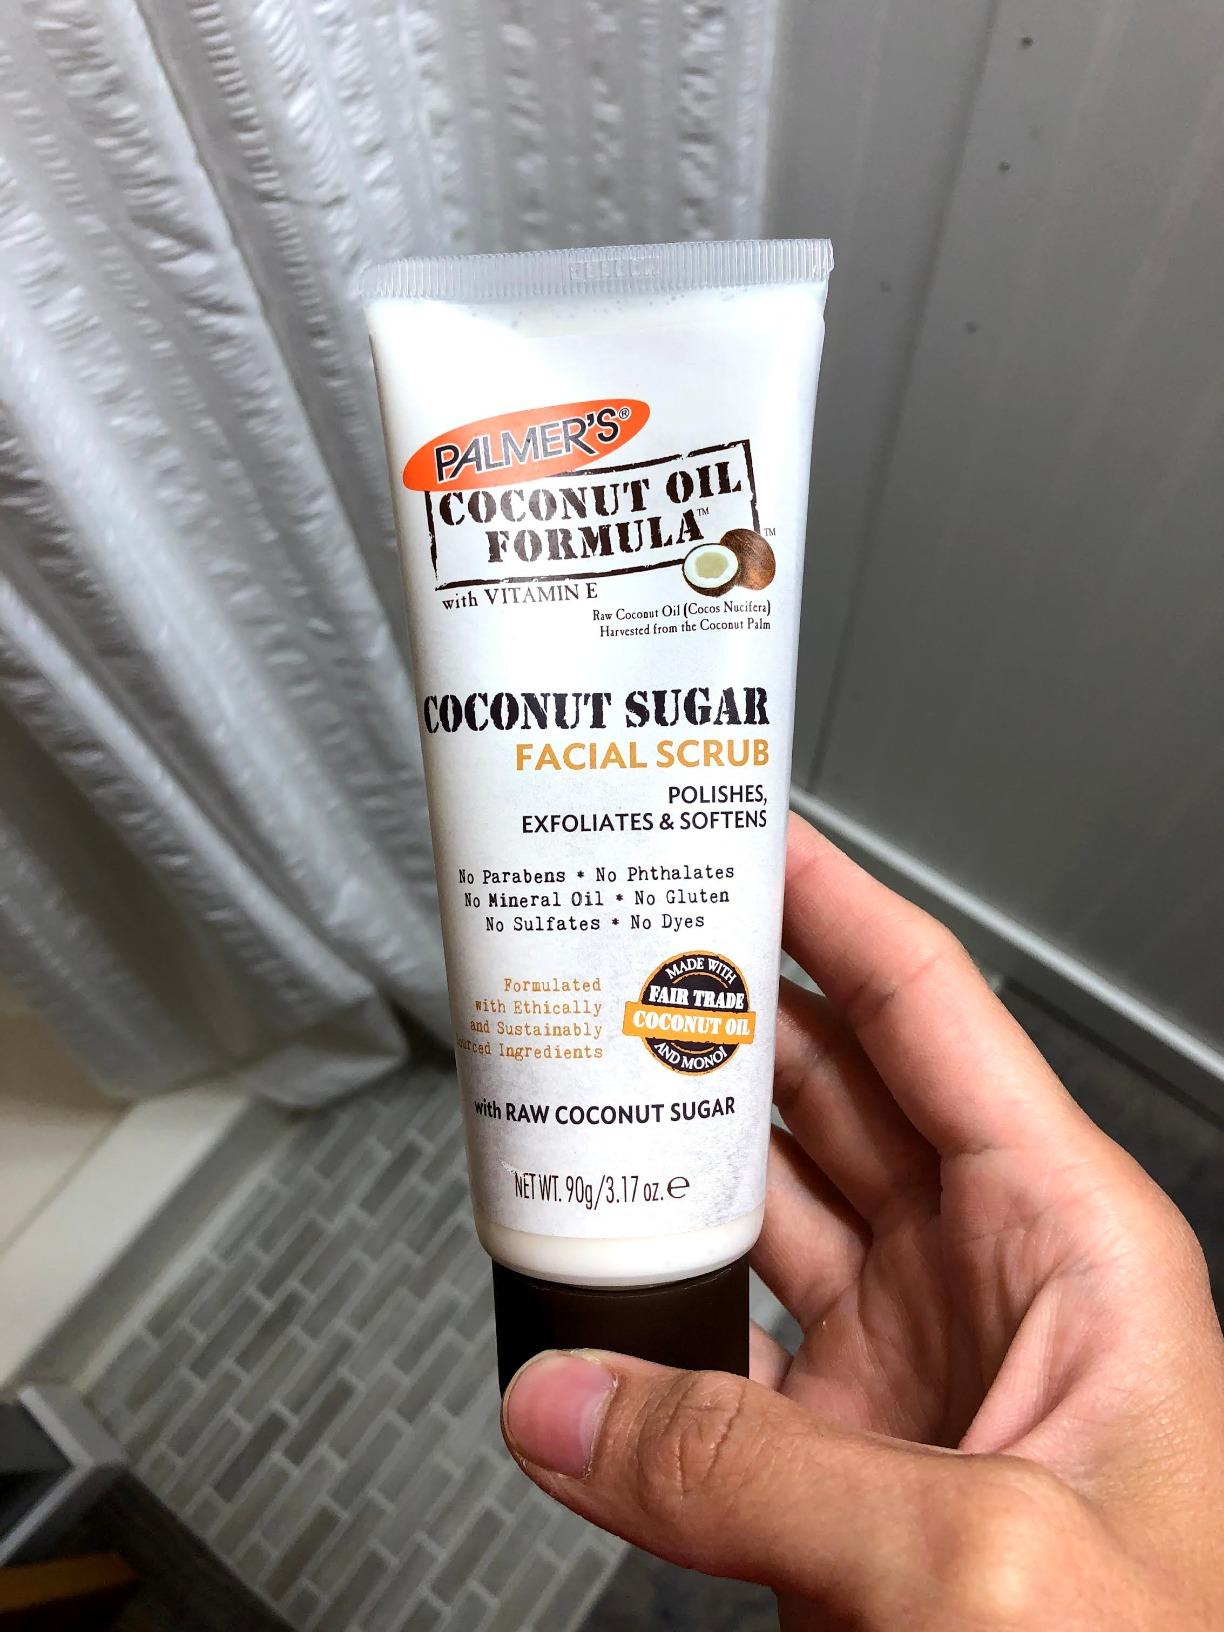 PALMER'S®
COCONUT OIL
FORMULA™
™
with VITAMIN E
Raw Coconut Oil (Cocos Nucifera)
Harvested from the Coconut Palm
COCONUT SUGAR
FACIAL SCRUB
POLISHES,
EXFOLIATES & SOFTENS
No Parabens * No Phthalates
No Mineral Oil * No Gluten
No Sulfates * No Dyes
Formulated
with Ethically
and Sustainably
ourced Ingredients
MADE WITH
FAIR TRADE
COCONUT OIL
AND MONOI
with RAW COCONUT SUGAR
NET WT. 90g/3.17 oz. ℮